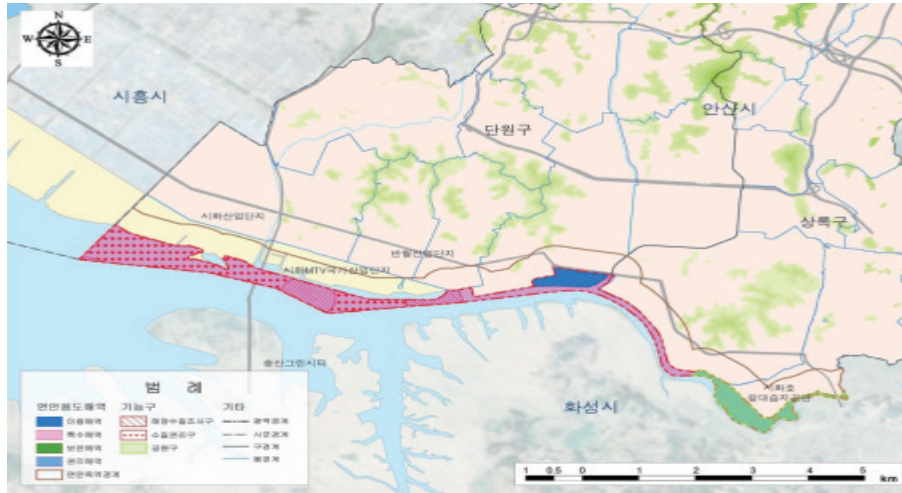 N
W E
S
시흥시
안산시
단원구
상록구
시화산업단지
반월산업단지
시화MTV국가산업단지
송산그린시티
화성시
시화호
갈대습지공원
범 례
연안용도해역 기능구 기타
이용해역 해양수질조사구 광역경계
특수해역 수질관리구 시군경계
보전해역 공원구 구경계
관리해역 동경계
연안육역경계
1 0.5 0 1 2 3 4 5
km